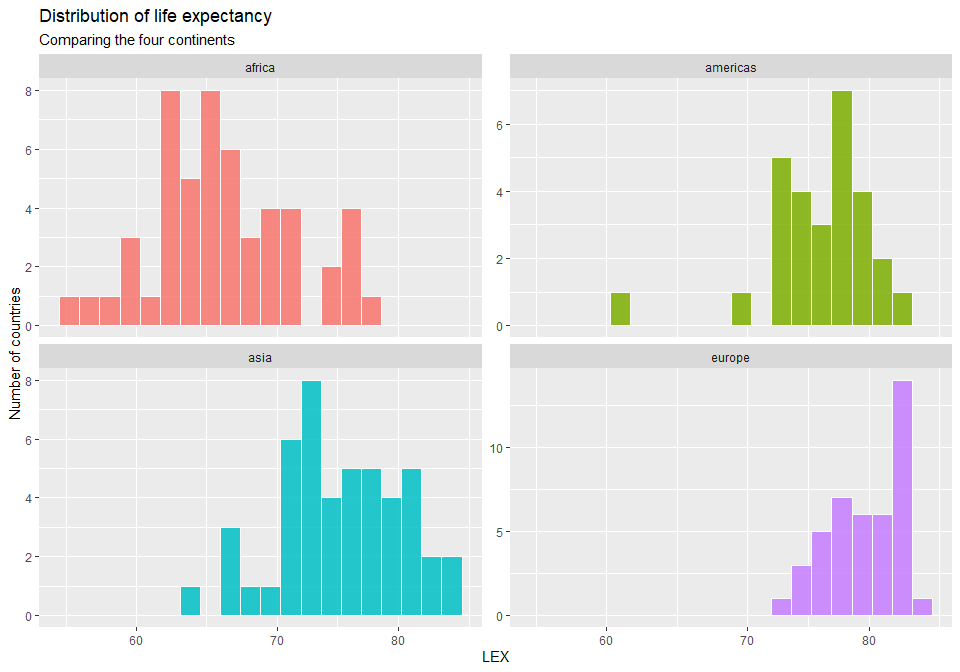 Distribution of life expectancy
Comparing the four continents
africa
americas
8
6
4
2
0
6
4
2
0
Number of countries
asia
europe
8
6
4
2
0
10
5
0
60 70 80
60 70 80
LEX